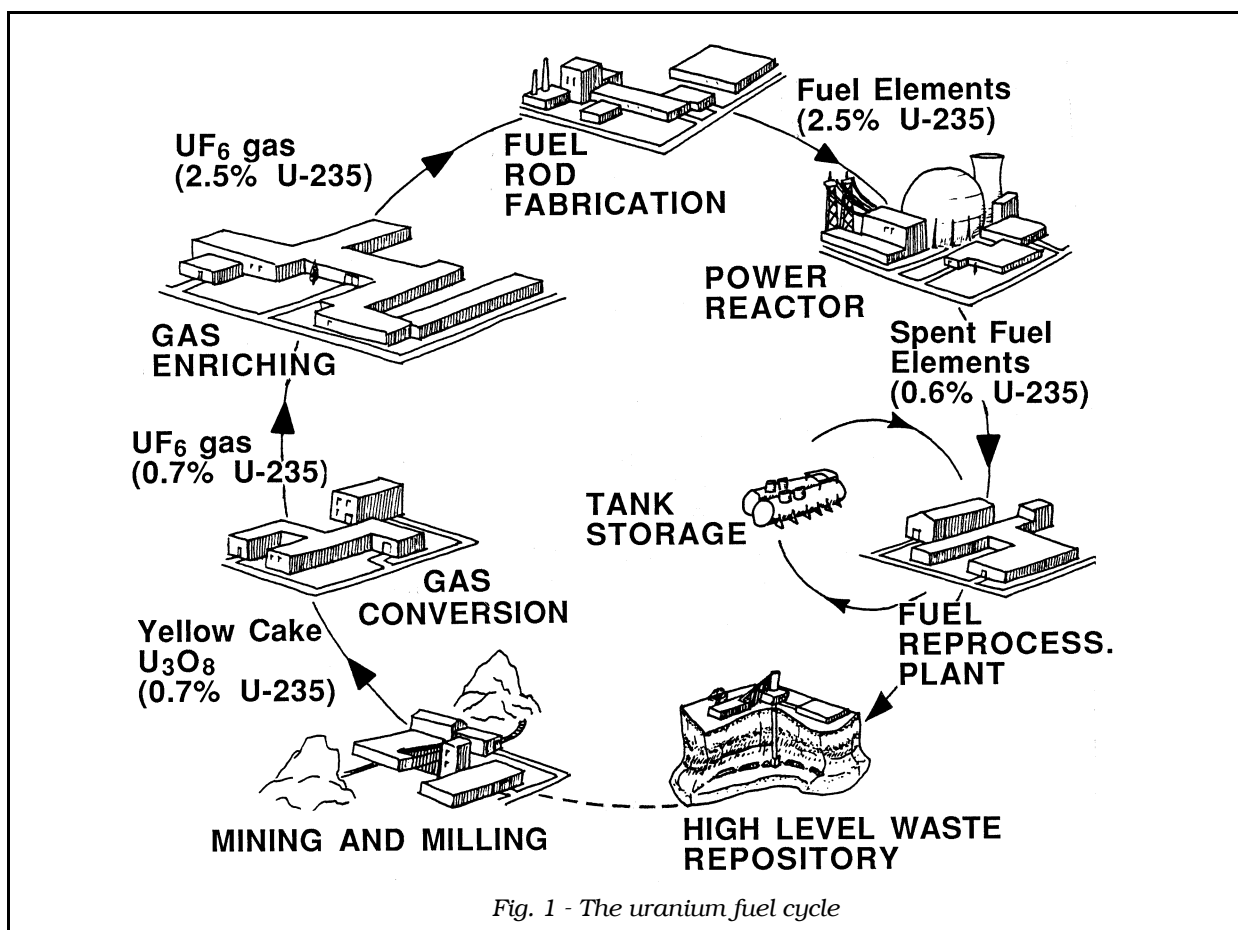 Fuel Elements
(2.5% U-235)
UF₆ gas
(2.5% U-235)
FUEL
ROD
FABRICATION
POWER
REACTOR
GAS
ENRICHING
Spent Fuel
Elements
(0.6% U-235)
UF₆ gas
(0.7% U-235)
TANK
STORAGE
GAS
CONVERSION
FUEL
REPROCESS.
PLANT
Yellow Cake
U₃O₈
(0.7% U-235)
MINING AND MILLING
HIGH LEVEL WASTE
REPOSITORY
Fig. 1 - The uranium fuel cycle